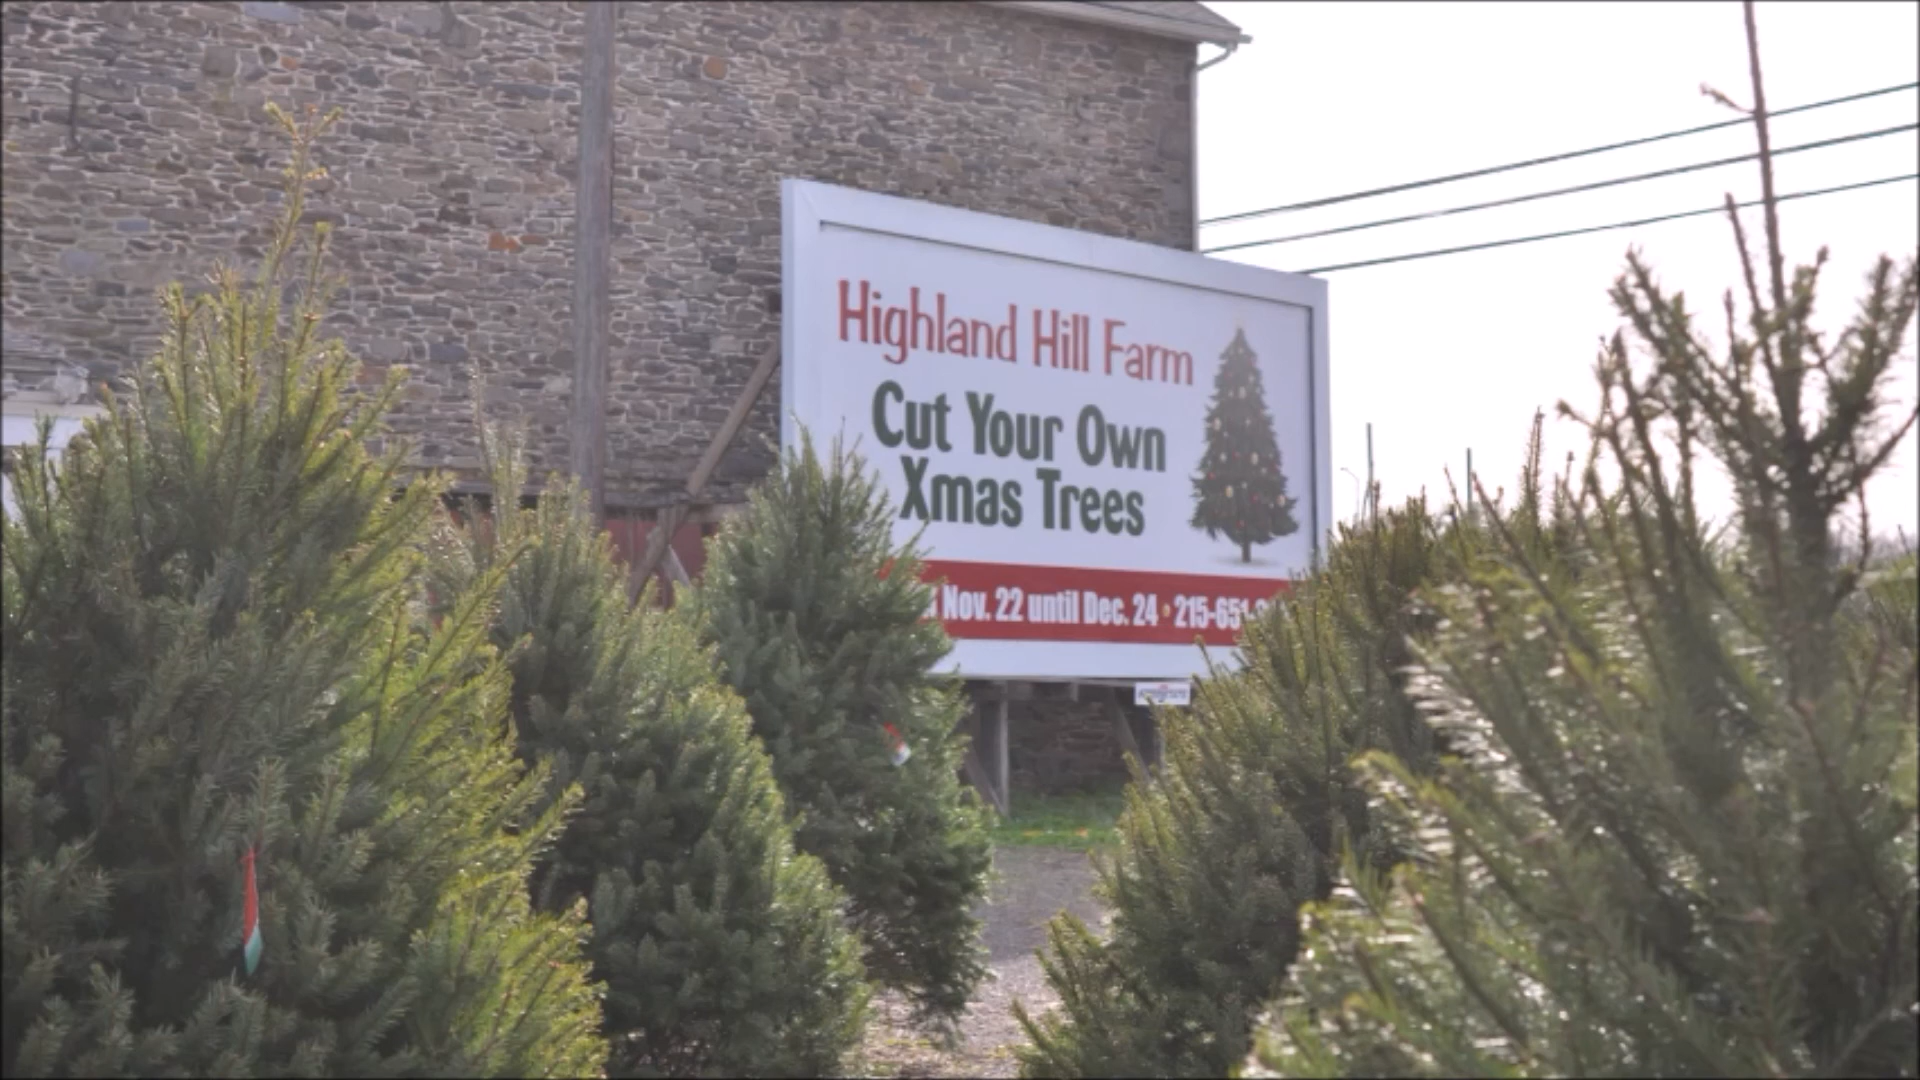 Highland Hill Farm
Cut Your Own
Xmas Trees
Nov. 22 until Dec. 24 • 215-651-